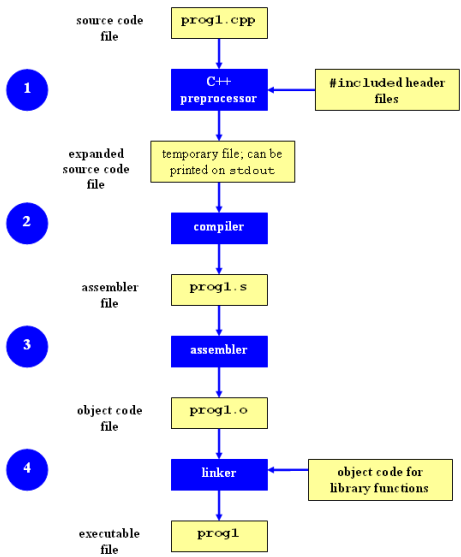 source code
file
prog1.cpp
1
C++
preprocessor
#included header
files
expanded
source code
file
temporary file; can be
printed on stdout
2
compiler
assembler
file
prog1.s
3
assembler
object code
file
prog1.o
4
linker
object code for
library functions
executable
file
prog1